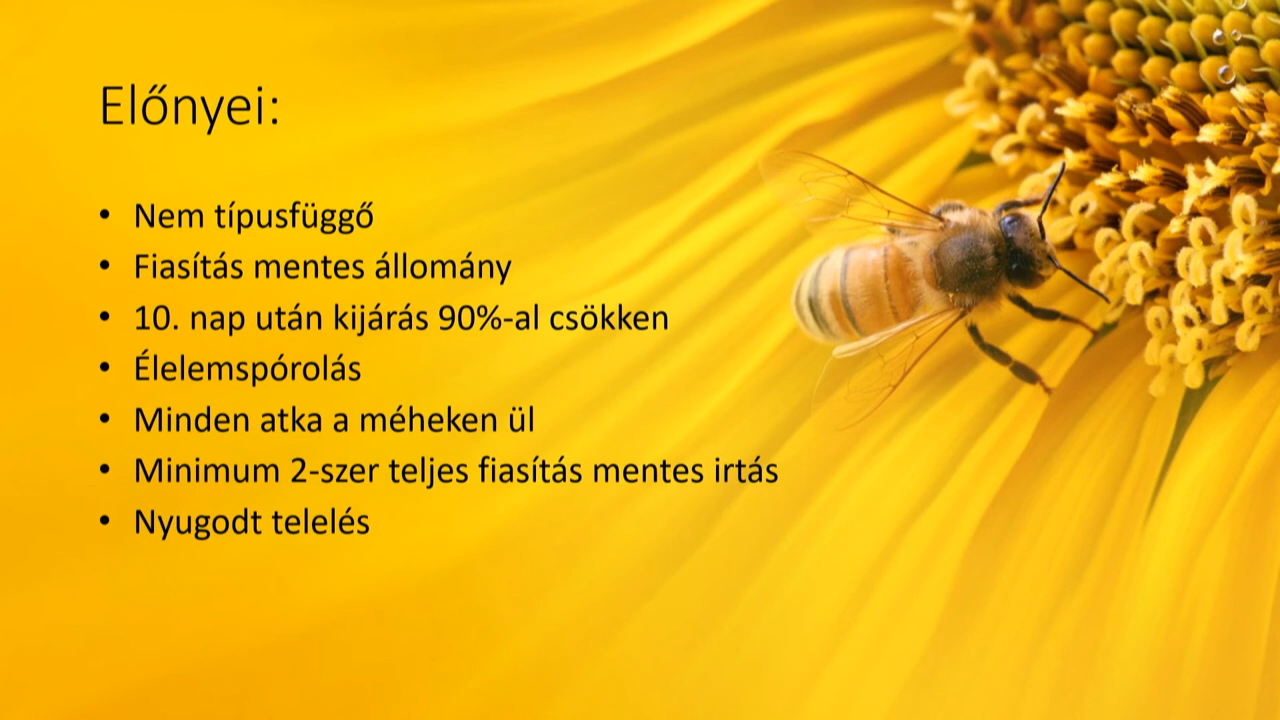 Előnyei:
• Nem típusfüggő
• Fiasítás mentes állomány
• 10. nap után kijárás 90%-al csökken
• Élelemspórolás
• Minden atka a méheken ül
• Minimum 2-szer teljes fiasítás mentes irtás
• Nyugodt telelés